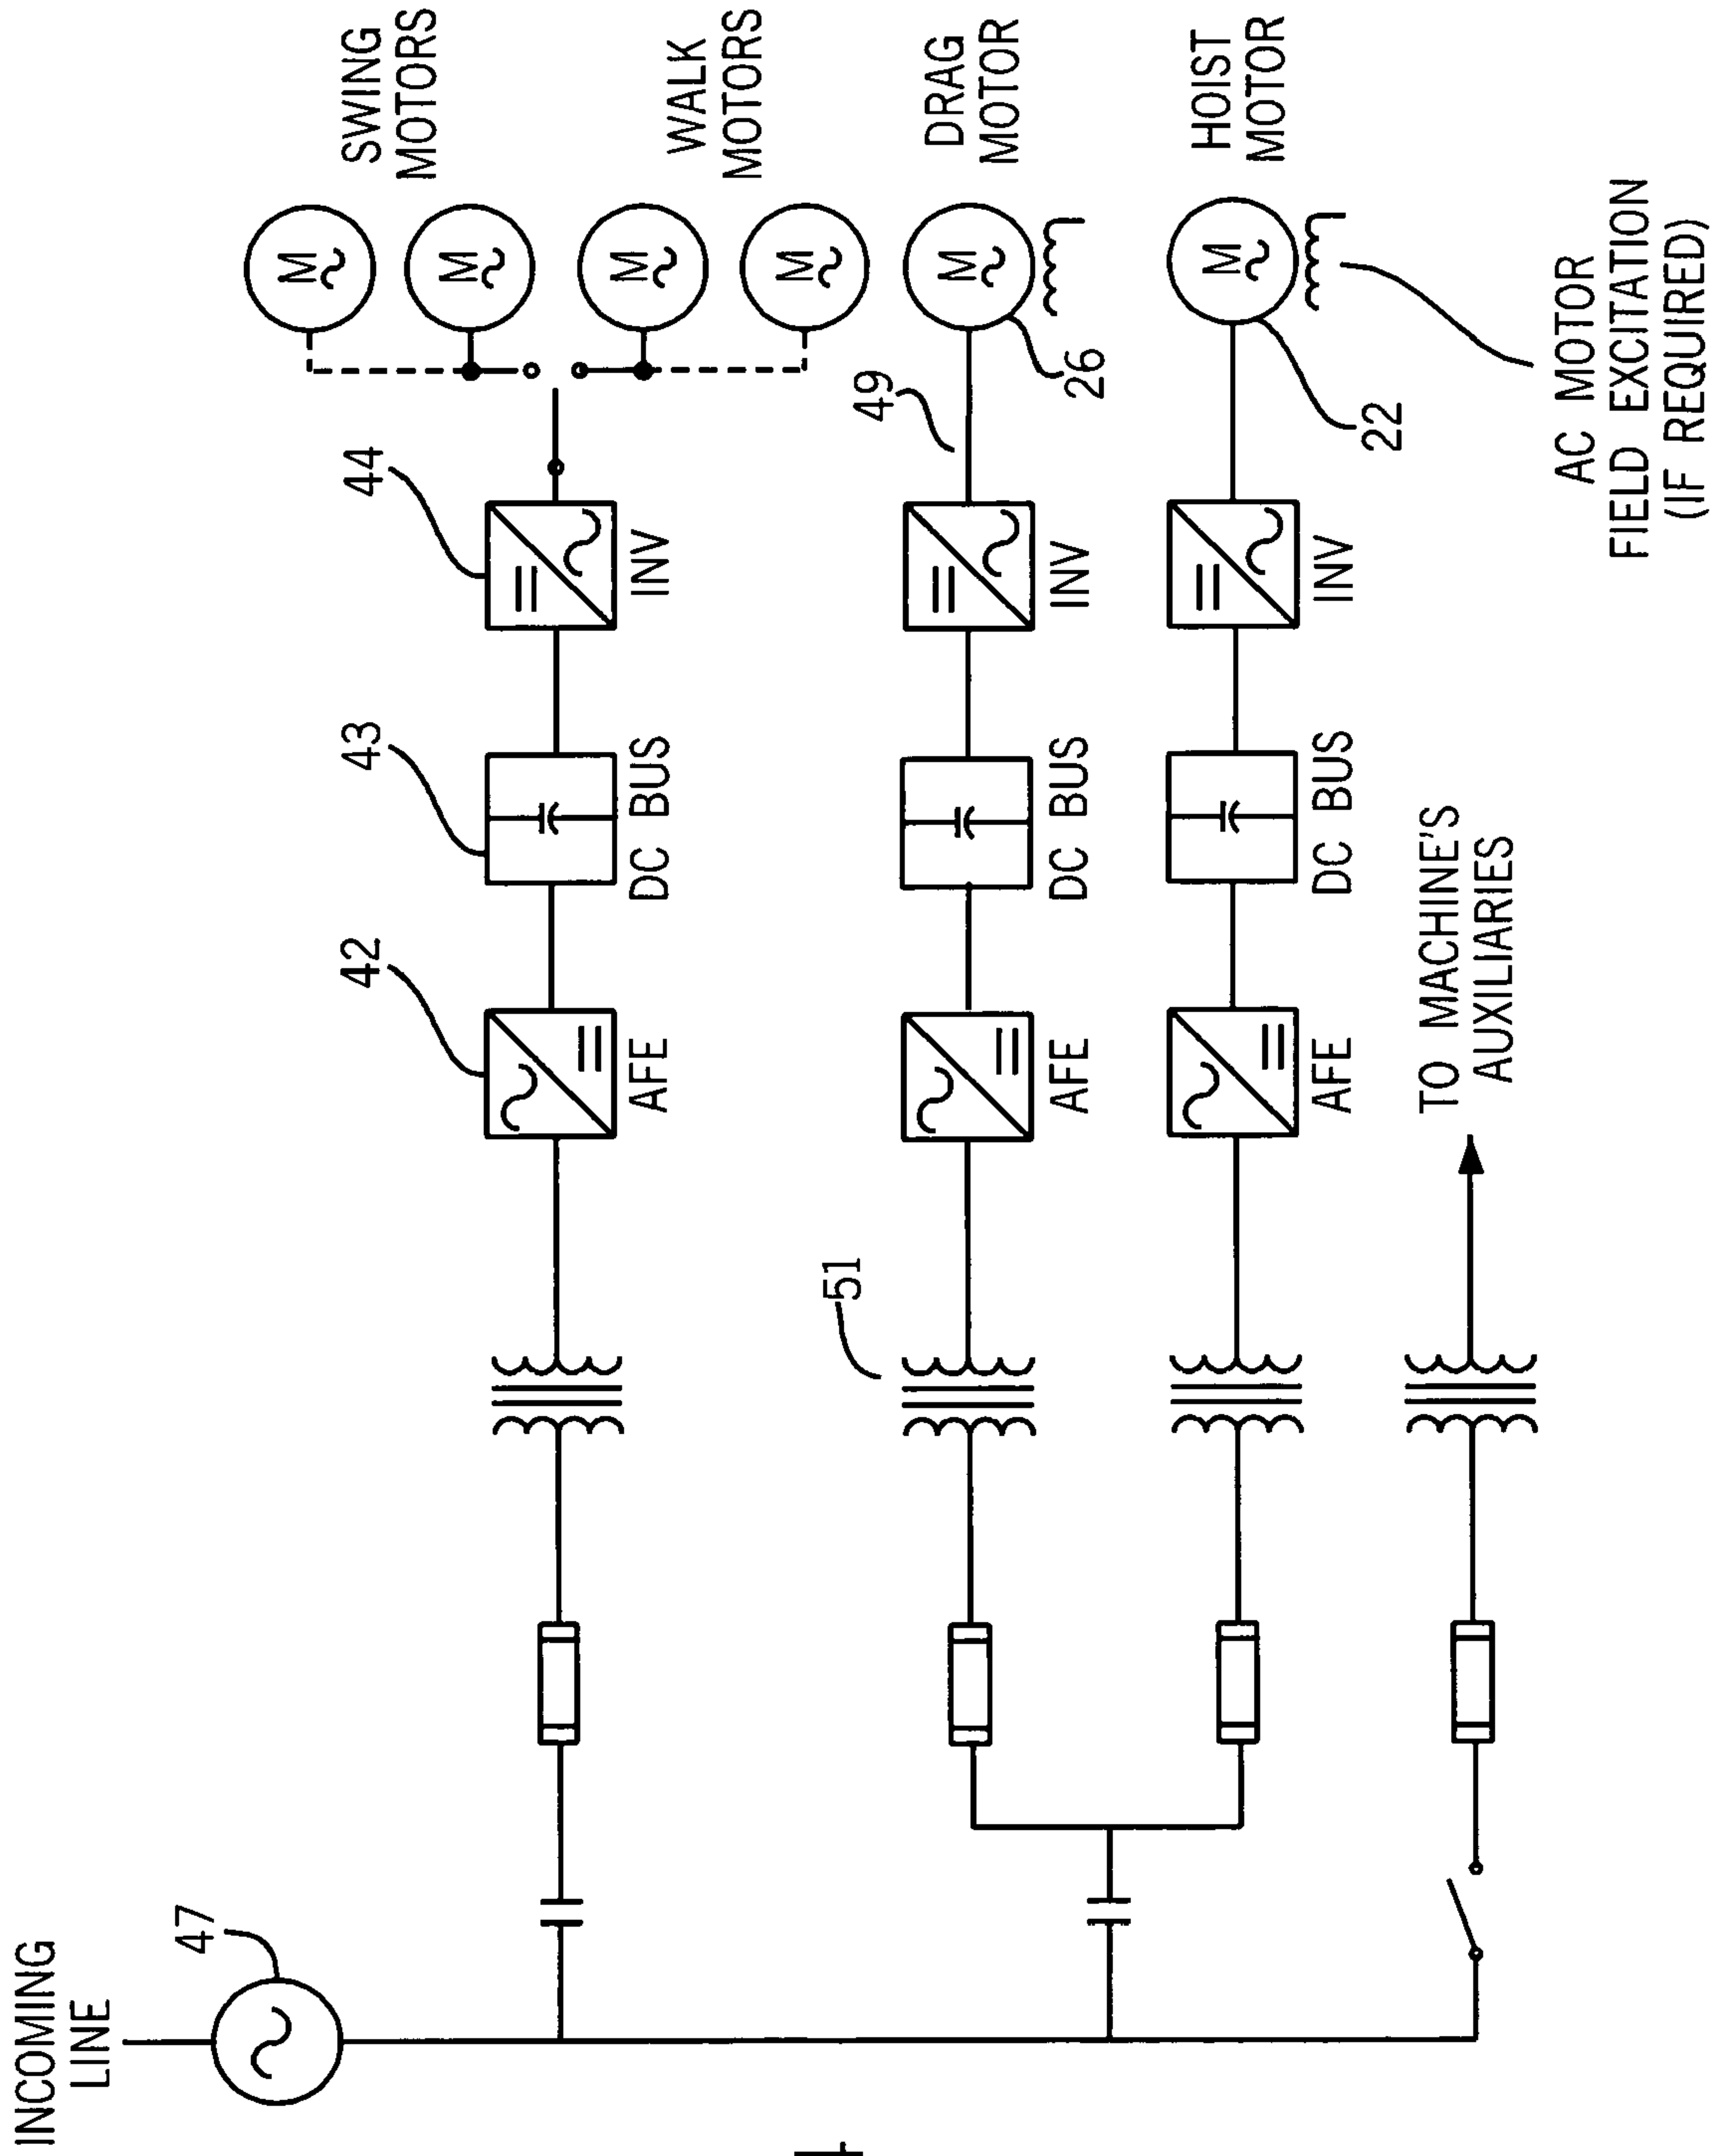 INCOMING
LINE
47
51
42
AFE
43
DC BUS
44
INV
M
M
M
M
SWING
MOTORS
WALK
MOTORS
AFE
DC BUS
INV
49
M
26
DRAG
MOTOR
AFE
DC BUS
INV
M
22
HOIST
MOTOR
TO MACHINE'S
AUXILIARIES
AC MOTOR
FIELD EXCITATION
(IF REQUIRED)